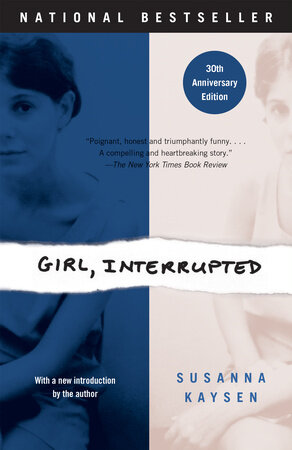 NATIONAL BESTSELLER
30th
Anniversary
Edition
“Poignant, honest and triumphantly funny. . . .
A compelling and heartbreaking story.”
—The New York Times Book Review
GIRL, INTERRUPTED
With a new introduction
by the author
SUSANNA
KAYSEN